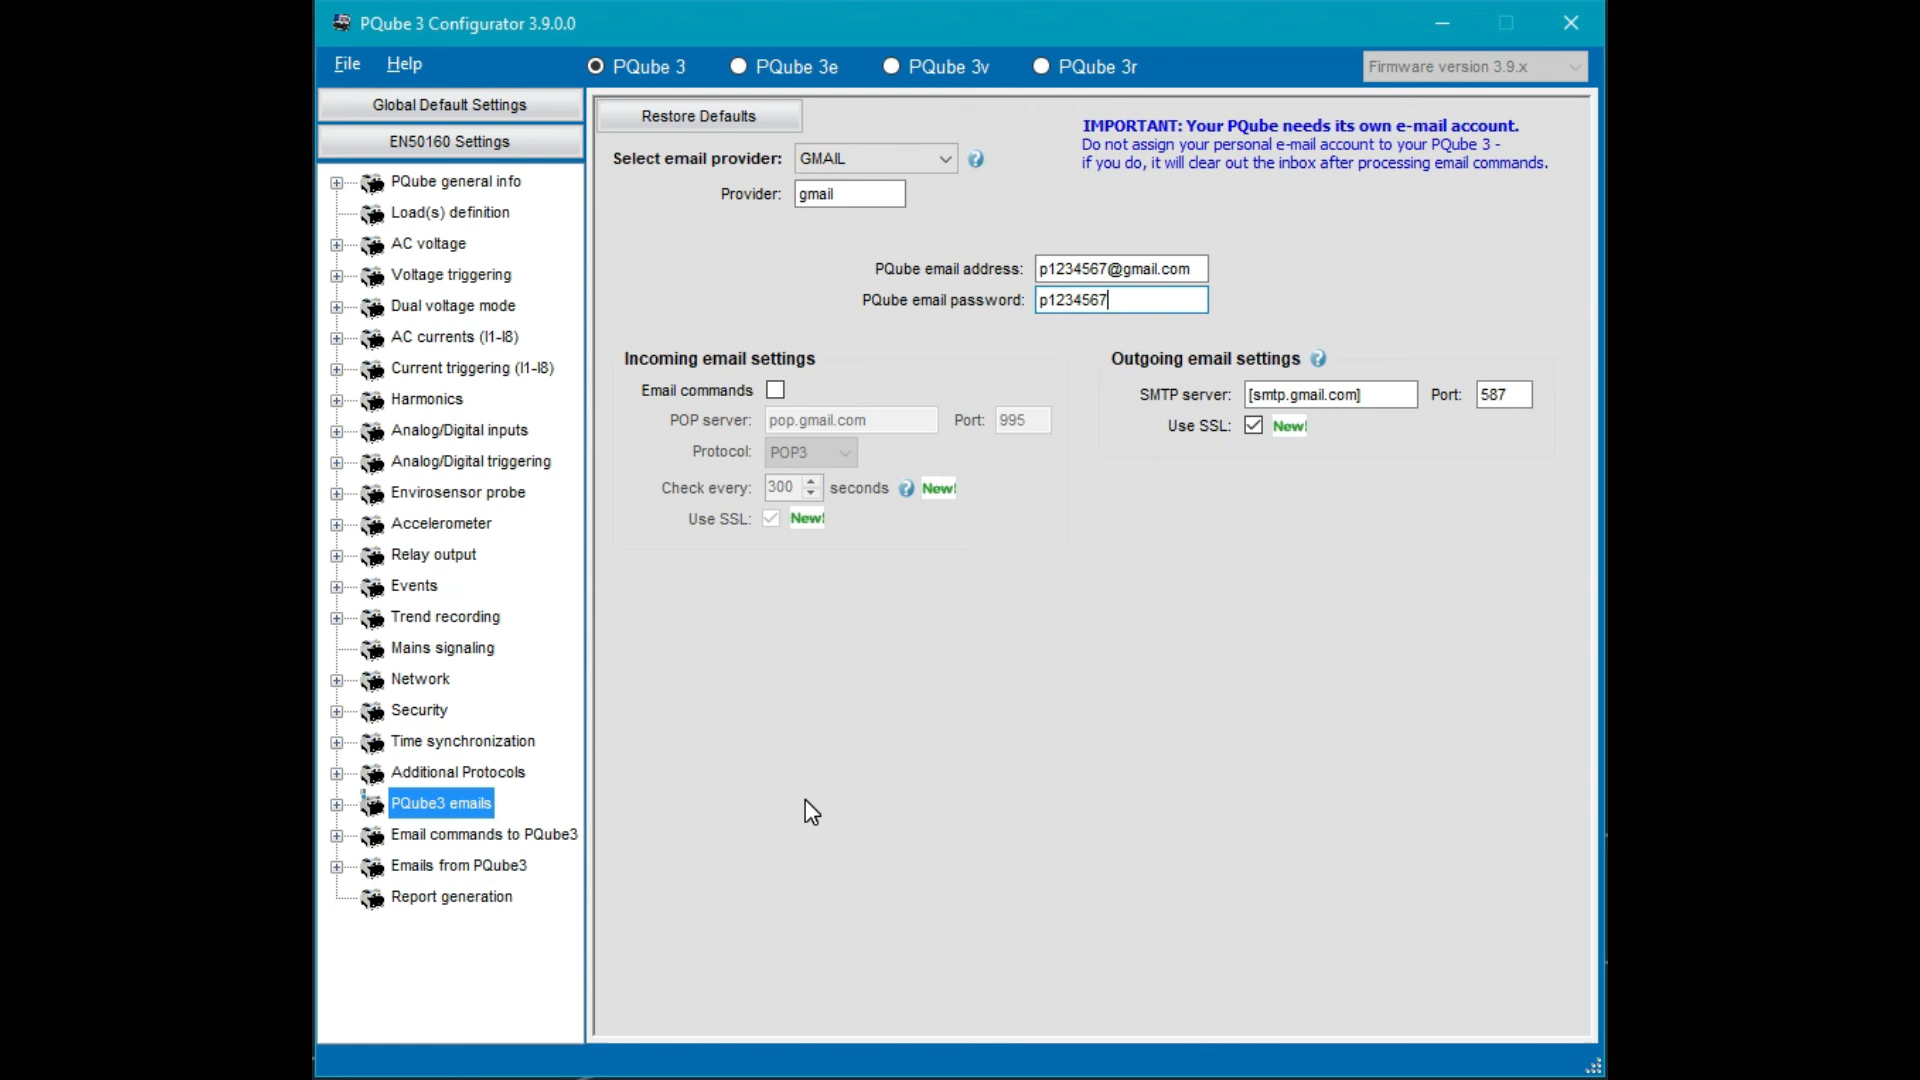 PQube 3 Configurator 3.9.0.0
File Help PQube 3 PQube 3e PQube 3v PQube 3r Firmware version 3.9.x
Global Default Settings
EN50160 Settings
PQube general info
Load(s) definition
AC voltage
Voltage triggering
Dual voltage mode
AC currents (I1-I8)
Current triggering (I1-I8)
Harmonics
Analog/Digital inputs
Analog/Digital triggering
Envirosensor probe
Accelerometer
Relay output
Events
Trend recording
Mains signaling
Network
Security
Time synchronization
Additional Protocols
PQube3 emails
Email commands to PQube3
Emails from PQube3
Report generation
Restore Defaults
IMPORTANT: Your PQube needs its own e-mail account.
Do not assign your personal e-mail account to your PQube 3 -
if you do, it will clear out the inbox after processing email commands.
Select email provider: GMAIL
Provider: gmail
PQube email address: p1234567@gmail.com
PQube email password: p1234567
Incoming email settings
Email commands
POP server: pop.gmail.com Port: 995
Protocol: POP3
Check every: 300 seconds New!
Use SSL: New!
Outgoing email settings
SMTP server: [smtp.gmail.com] Port: 587
Use SSL: New!